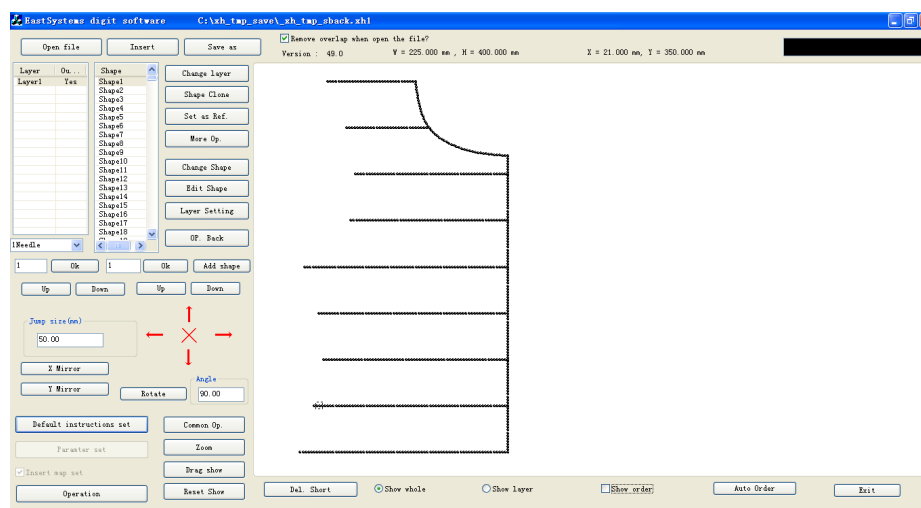 EastSystems digit software C:\xh_tmp_save\_xh_tmp_sback.xh1
Open file Insert Save as
Remove overlap when open the file?
Version : 49.0 W = 225.000 mm , H = 400.000 mm X = 21.000 mm, Y = 350.000 mm
Layer Ou... Shape
Layer1 Yes Shape1
Shape2
Shape3
Shape4
Shape5
Shape6
Shape7
Shape8
Shape9
Shape10
Shape11
Shape12
Shape13
Shape14
Shape15
Shape16
Shape17
Shape18
Change layer
Shape Clone
Set as Ref.
More Op.
Change Shape
Edit Shape
Layer Setting
OP. Back
1Needle
1 Ok 1 Ok Add shape
Up Down Up Down
Jump size(mm)
50.00
X Mirror
Y Mirror
Rotate
Angle
90.00
Default instructions set Common Op.
Paramter set Zoom
Insert map set Drag show
Operation Reset Show
Del. Short Show whole Show layer Show order Auto Order Exit